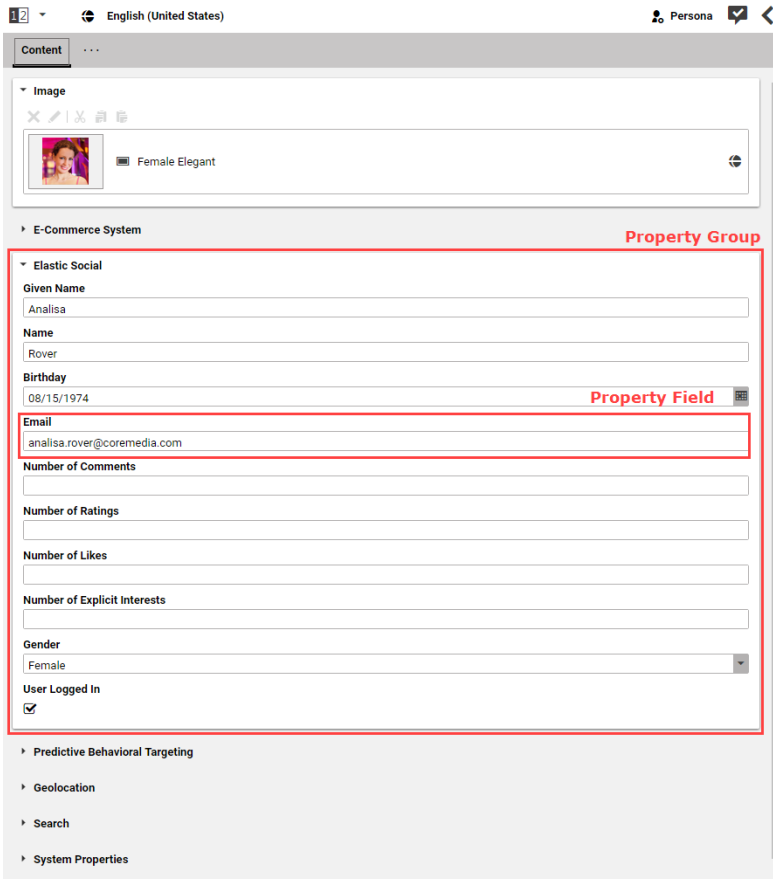 12 English (United States) Persona
Content ...
Image
Female Elegant
E-Commerce System
Property Group
Elastic Social
Given Name
Analisa
Name
Rover
Birthday
08/15/1974
Property Field
Email
analisa.rover@coremedia.com
Number of Comments
Number of Ratings
Number of Likes
Number of Explicit Interests
Gender
Female
User Logged In
Predictive Behavioral Targeting
Geolocation
Search
System Properties